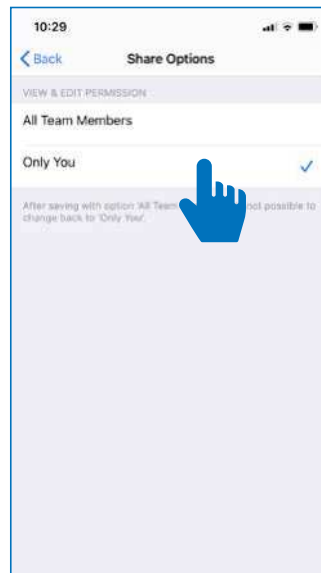 10:29
Back
Share Options
VIEW & EDIT PERMISSION
All Team Members
Only You
After saving with option 'All Team not possible to
change back to 'Only You'.